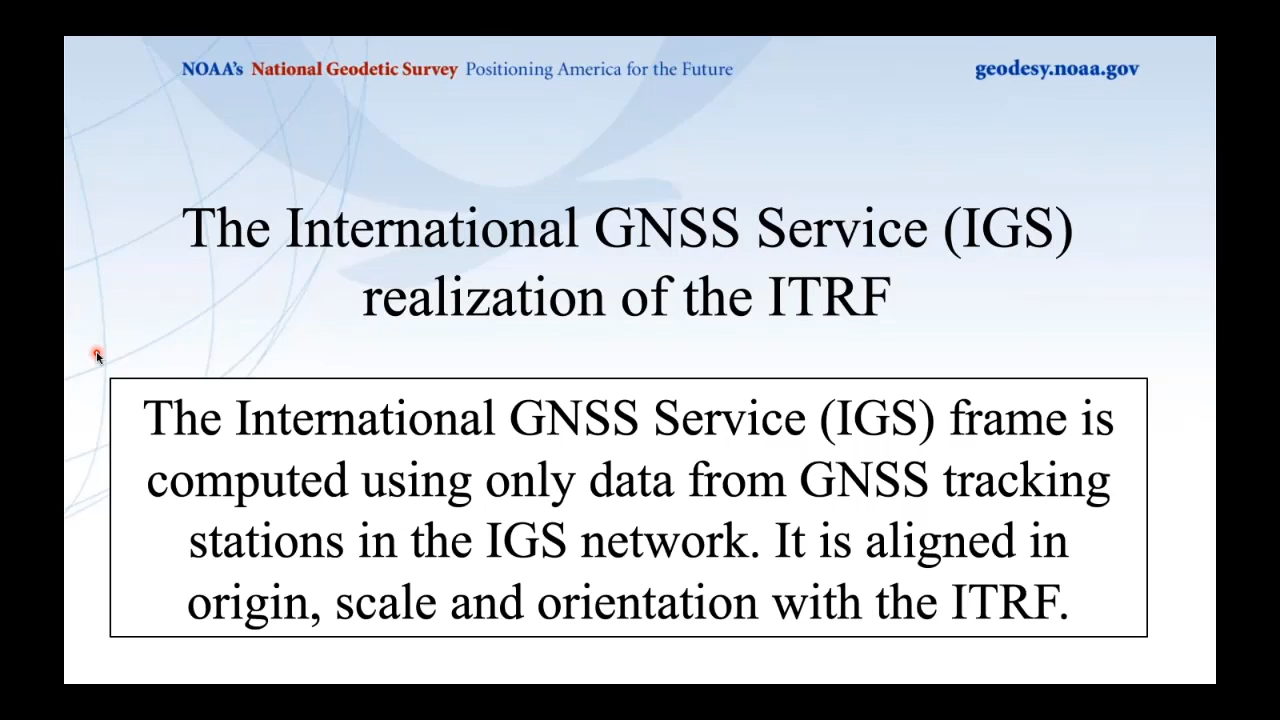 NOAA's National Geodetic Survey Positioning America for the Future
geodesy.noaa.gov
The International GNSS Service (IGS)
realization of the ITRF
The International GNSS Service (IGS) frame is
computed using only data from GNSS tracking
stations in the IGS network. It is aligned in
origin, scale and orientation with the ITRF.